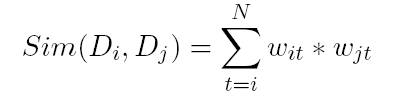 Sim(D_i, D_j) = \sum_{t=i}^{N} w_{it} * w_{jt}